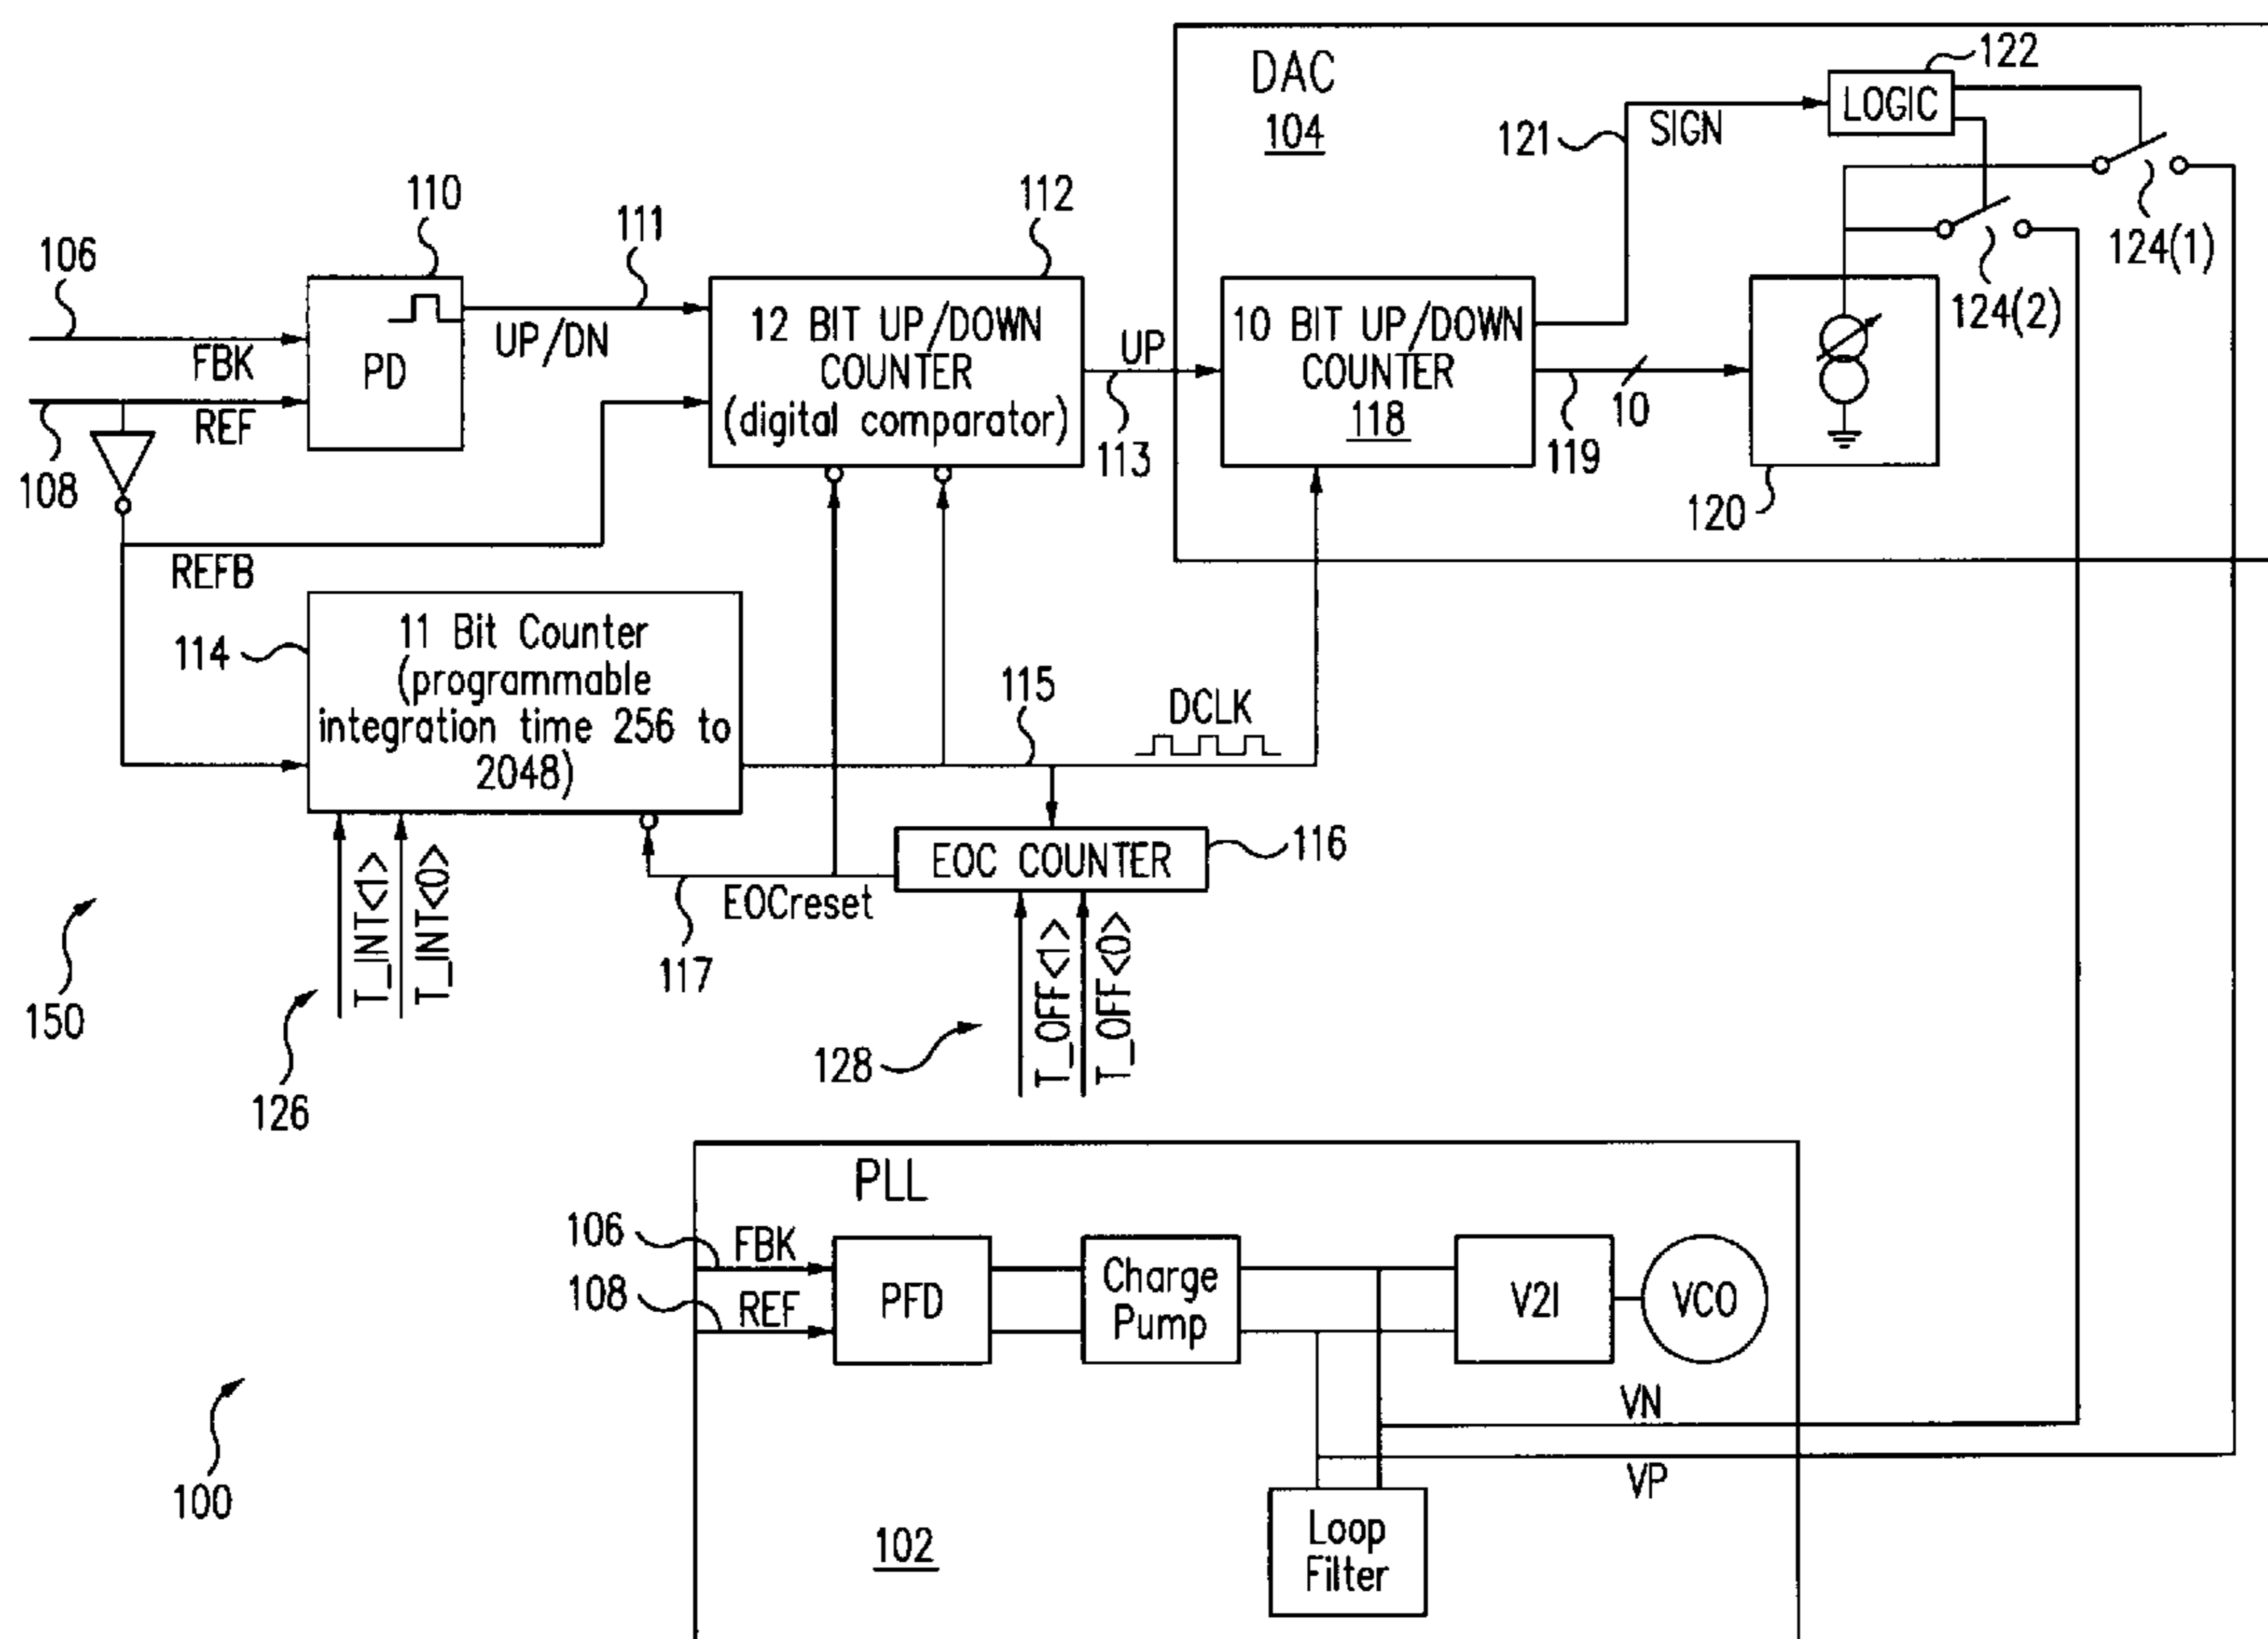 DAC
104
122
LOGIC
121
SIGN
124(1)
124(2)
110
111
112
106
FBK
PD
UP/DN
12 BIT UP/DOWN
COUNTER
(digital comparator)
UP
113
10 BIT UP/DOWN
COUNTER
118
119
10
120
REF
108
REFB
114
11 Bit Counter
(programmable
integration time 256 to
2048)
115
DCLK
EOC COUNTER
116
EOCreset
117
T_INT<1>
T_INT<0>
126
T_OFF<1>
T_OFF<0>
128
150
PLL
106
FBK
108
REF
PFD
Charge
Pump
V2I
VCO
VN
VP
Loop
Filter
102
100